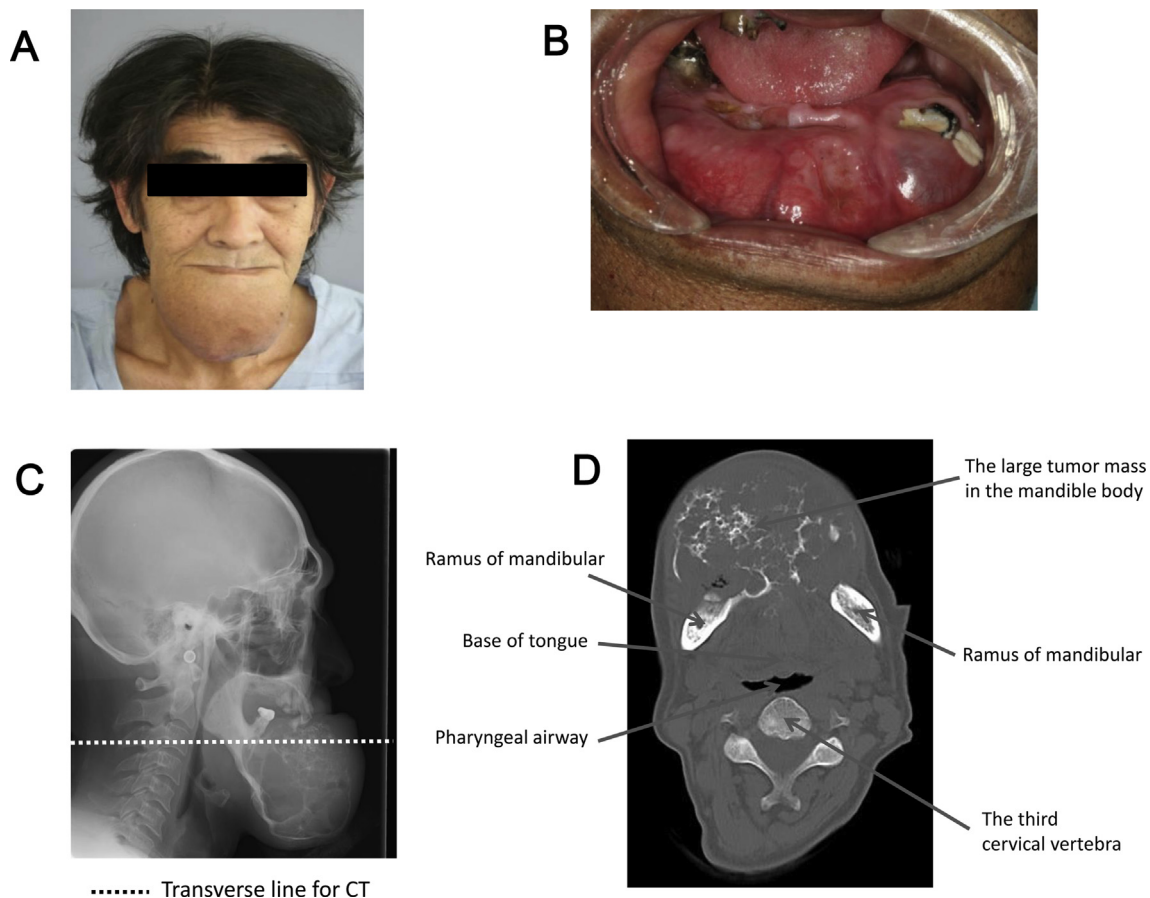 A
B
C
D
The large tumor mass
in the mandible body
Ramus of mandibular
Base of tongue
Ramus of mandibular
Pharyngeal airway
The third
cervical vertebra
Transverse line for CT